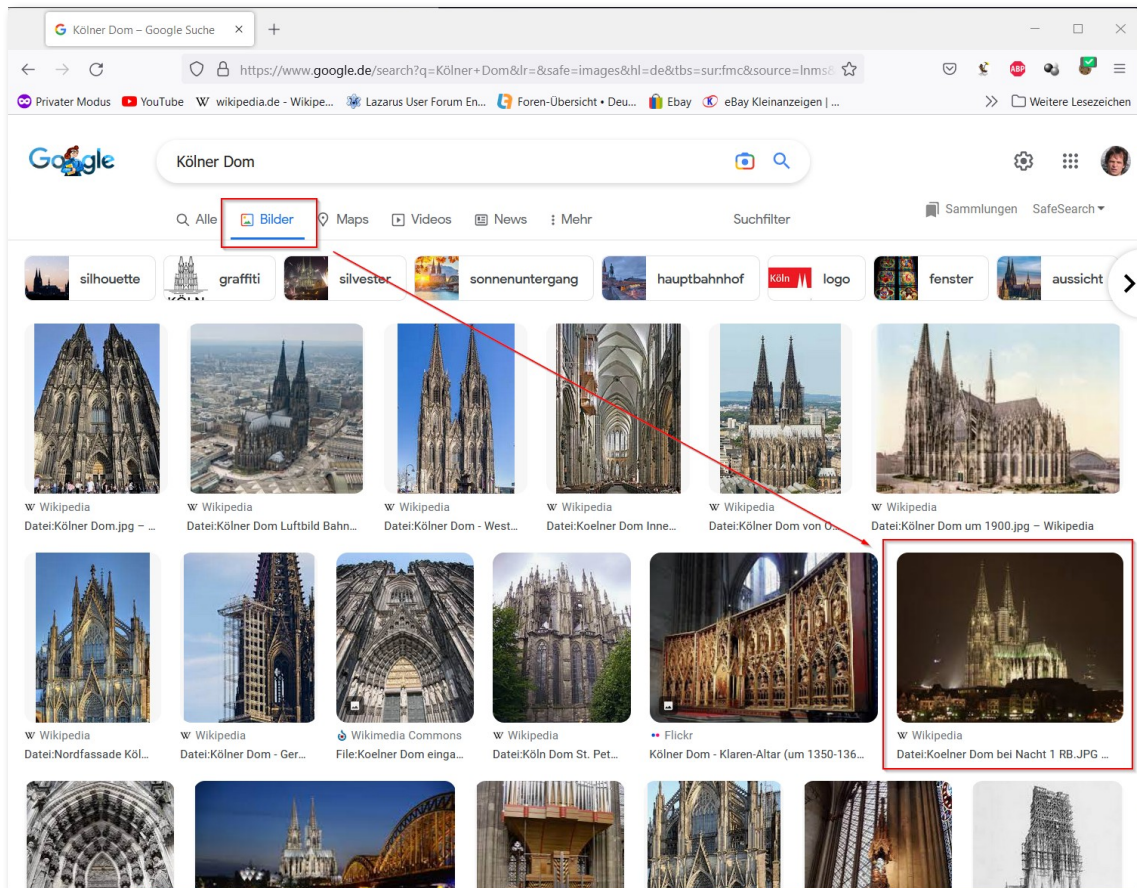 Kölner Dom – Google Suche
https://www.google.de/search?q=Kölner+Dom&lr=&safe=images&hl=de&tbs=sur:fmc&source=lnms&
ABP
Privater Modus YouTube W wikipedia.de - Wikipe... Lazarus User Forum En... Foren-Übersicht • Deu... Ebay eBay Kleinanzeigen | ... Weitere Lesezeichen
Google Kölner Dom
Alle Bilder Maps Videos News Mehr Suchfilter Sammlungen SafeSearch
silhouette graffiti silvester sonnenuntergang hauptbahnhof Köln logo fenster aussicht
W Wikipedia W Wikipedia W Wikipedia W Wikipedia W Wikipedia W Wikipedia
Datei:Kölner Dom.jpg – ... Datei:Kölner Dom Luftbild Bahn... Datei:Kölner Dom - West... Datei:Koelner Dom Inne... Datei:Kölner Dom von O... Datei:Kölner Dom um 1900.jpg – Wikipedia
W Wikipedia W Wikipedia Wikimedia Commons W Wikipedia Flickr W Wikipedia
Datei:Nordfassade Köl... Datei:Kölner Dom - Ger... File:Koelner Dom einga... Datei:Köln Dom St. Pet... Kölner Dom - Klaren-Altar (um 1350-136... Datei:Koelner Dom bei Nacht 1 RB.JPG ...